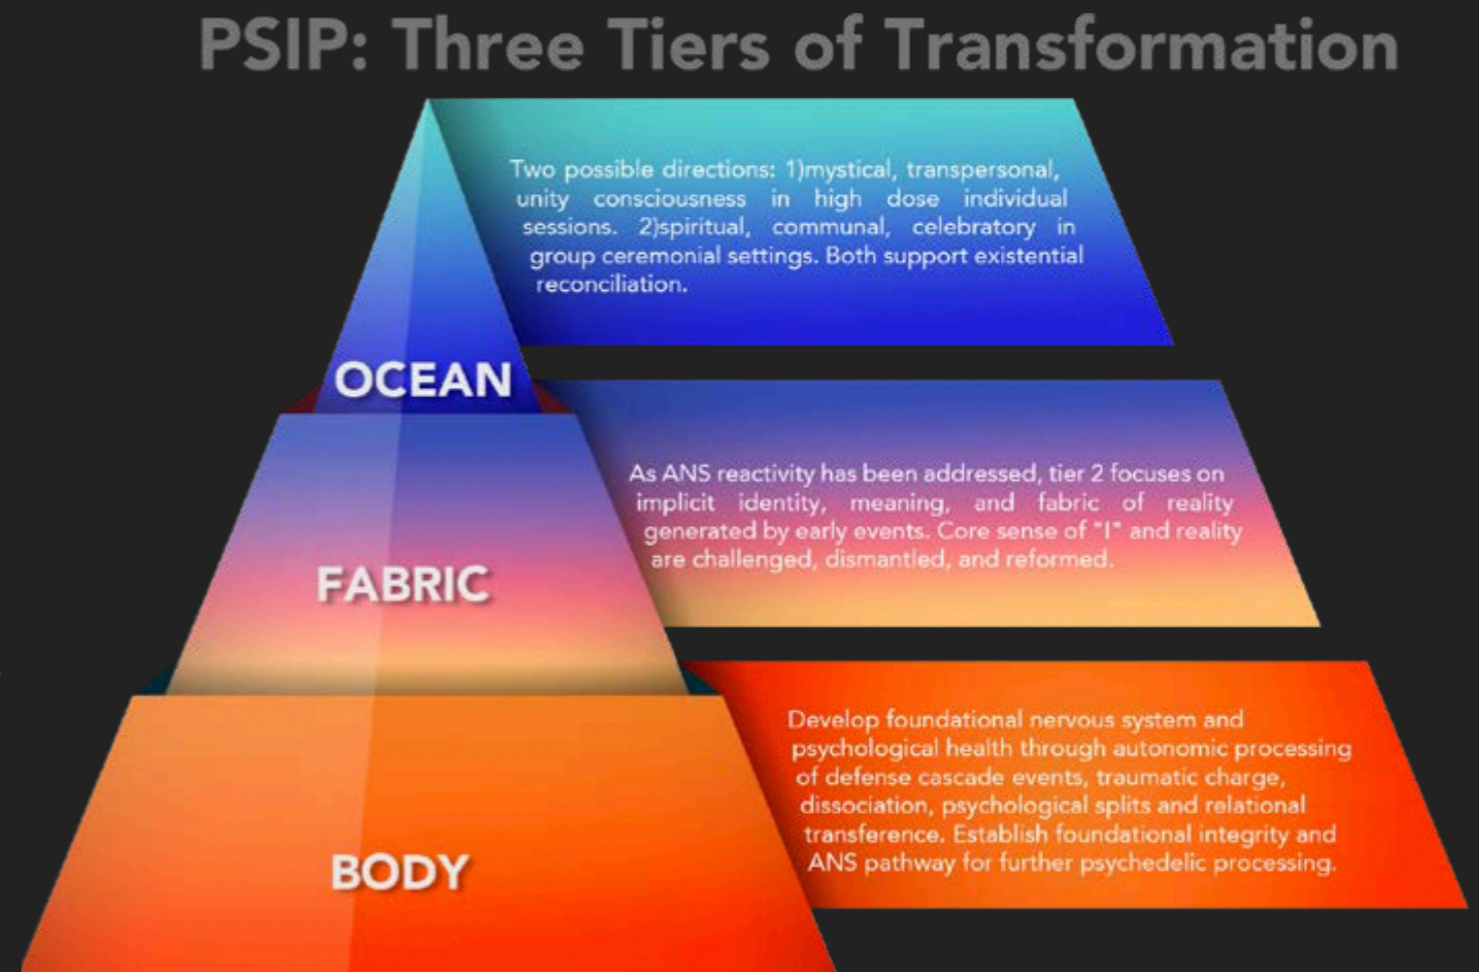 PSIP: Three Tiers of Transformation
Two possible directions: 1)mystical, transpersonal,
unity consciousness in high dose individual
sessions. 2)spiritual, communal, celebratory in
group ceremonial settings. Both support existential
reconciliation.
OCEAN
As ANS reactivity has been addressed, tier 2 focuses on
implicit identity, meaning, and fabric of reality
generated by early events. Core sense of "I" and reality
are challenged, dismantled, and reformed.
FABRIC
Develop foundational nervous system and
psychological health through autonomic processing
of defense cascade events, traumatic charge,
dissociation, psychological splits and relational
transference. Establish foundational integrity and
ANS pathway for further psychedelic processing.
BODY